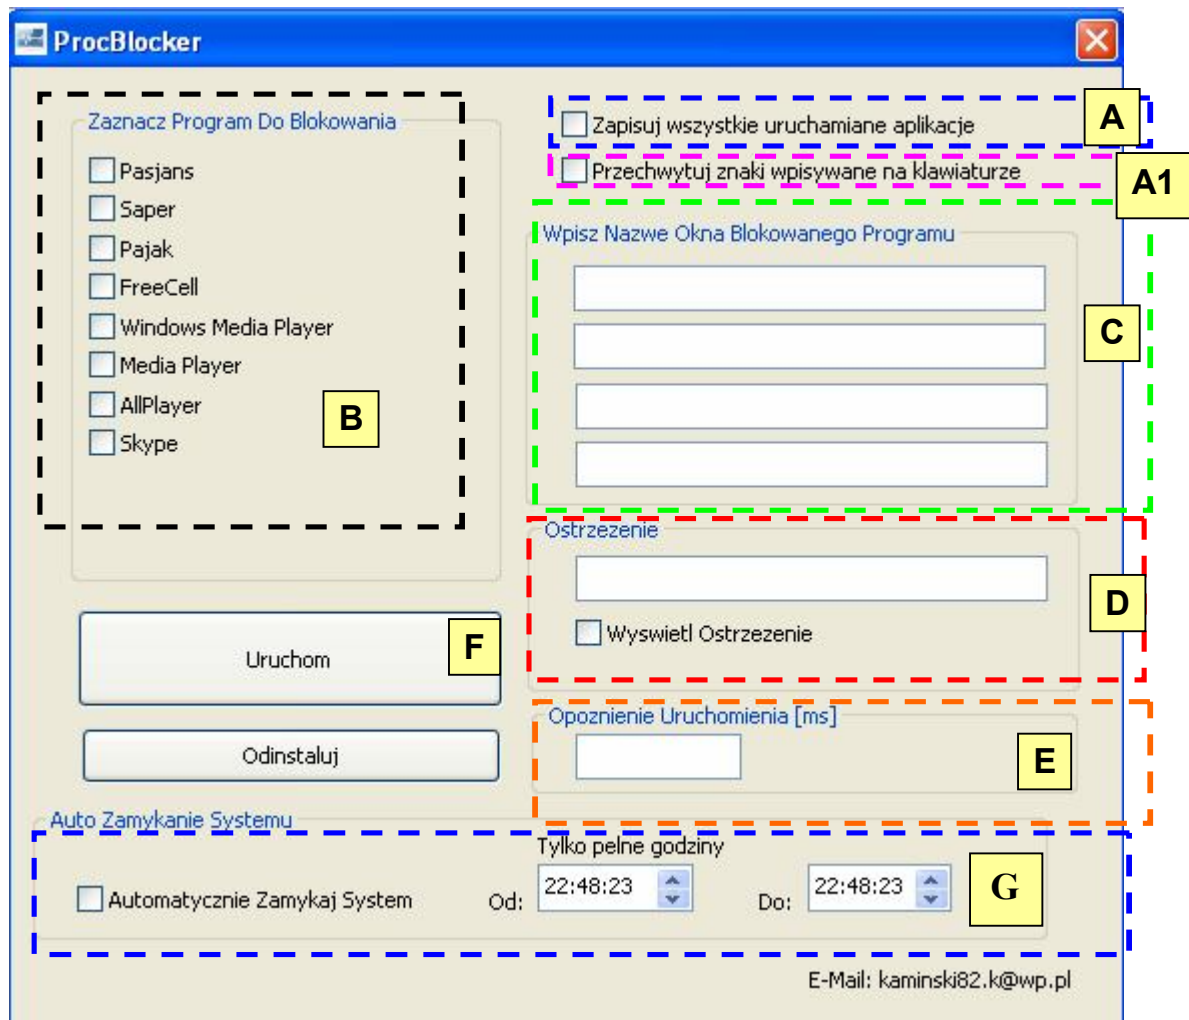 ProcBlocker
Zaznacz Program Do Blokowania
Pasjans
Saper
Pajak
FreeCell
Windows Media Player
Media Player
AllPlayer
Skype
B
Zapisuj wszystkie uruchamiane aplikacje
A
Przechwytuj znaki wpisywane na klawiaturze
A1
Wpisz Nazwe Okna Blokowanego Programu
C
Ostrzezenie
Wyswietl Ostrzezenie
D
Uruchom
F
Odinstaluj
Opoznienie Uruchomienia [ms]
E
Auto Zamykanie Systemu
Tylko pelne godziny
Automatycznie Zamykaj System
Od: 22:48:23
Do: 22:48:23
G
E-Mail: kaminski82.k@wp.pl